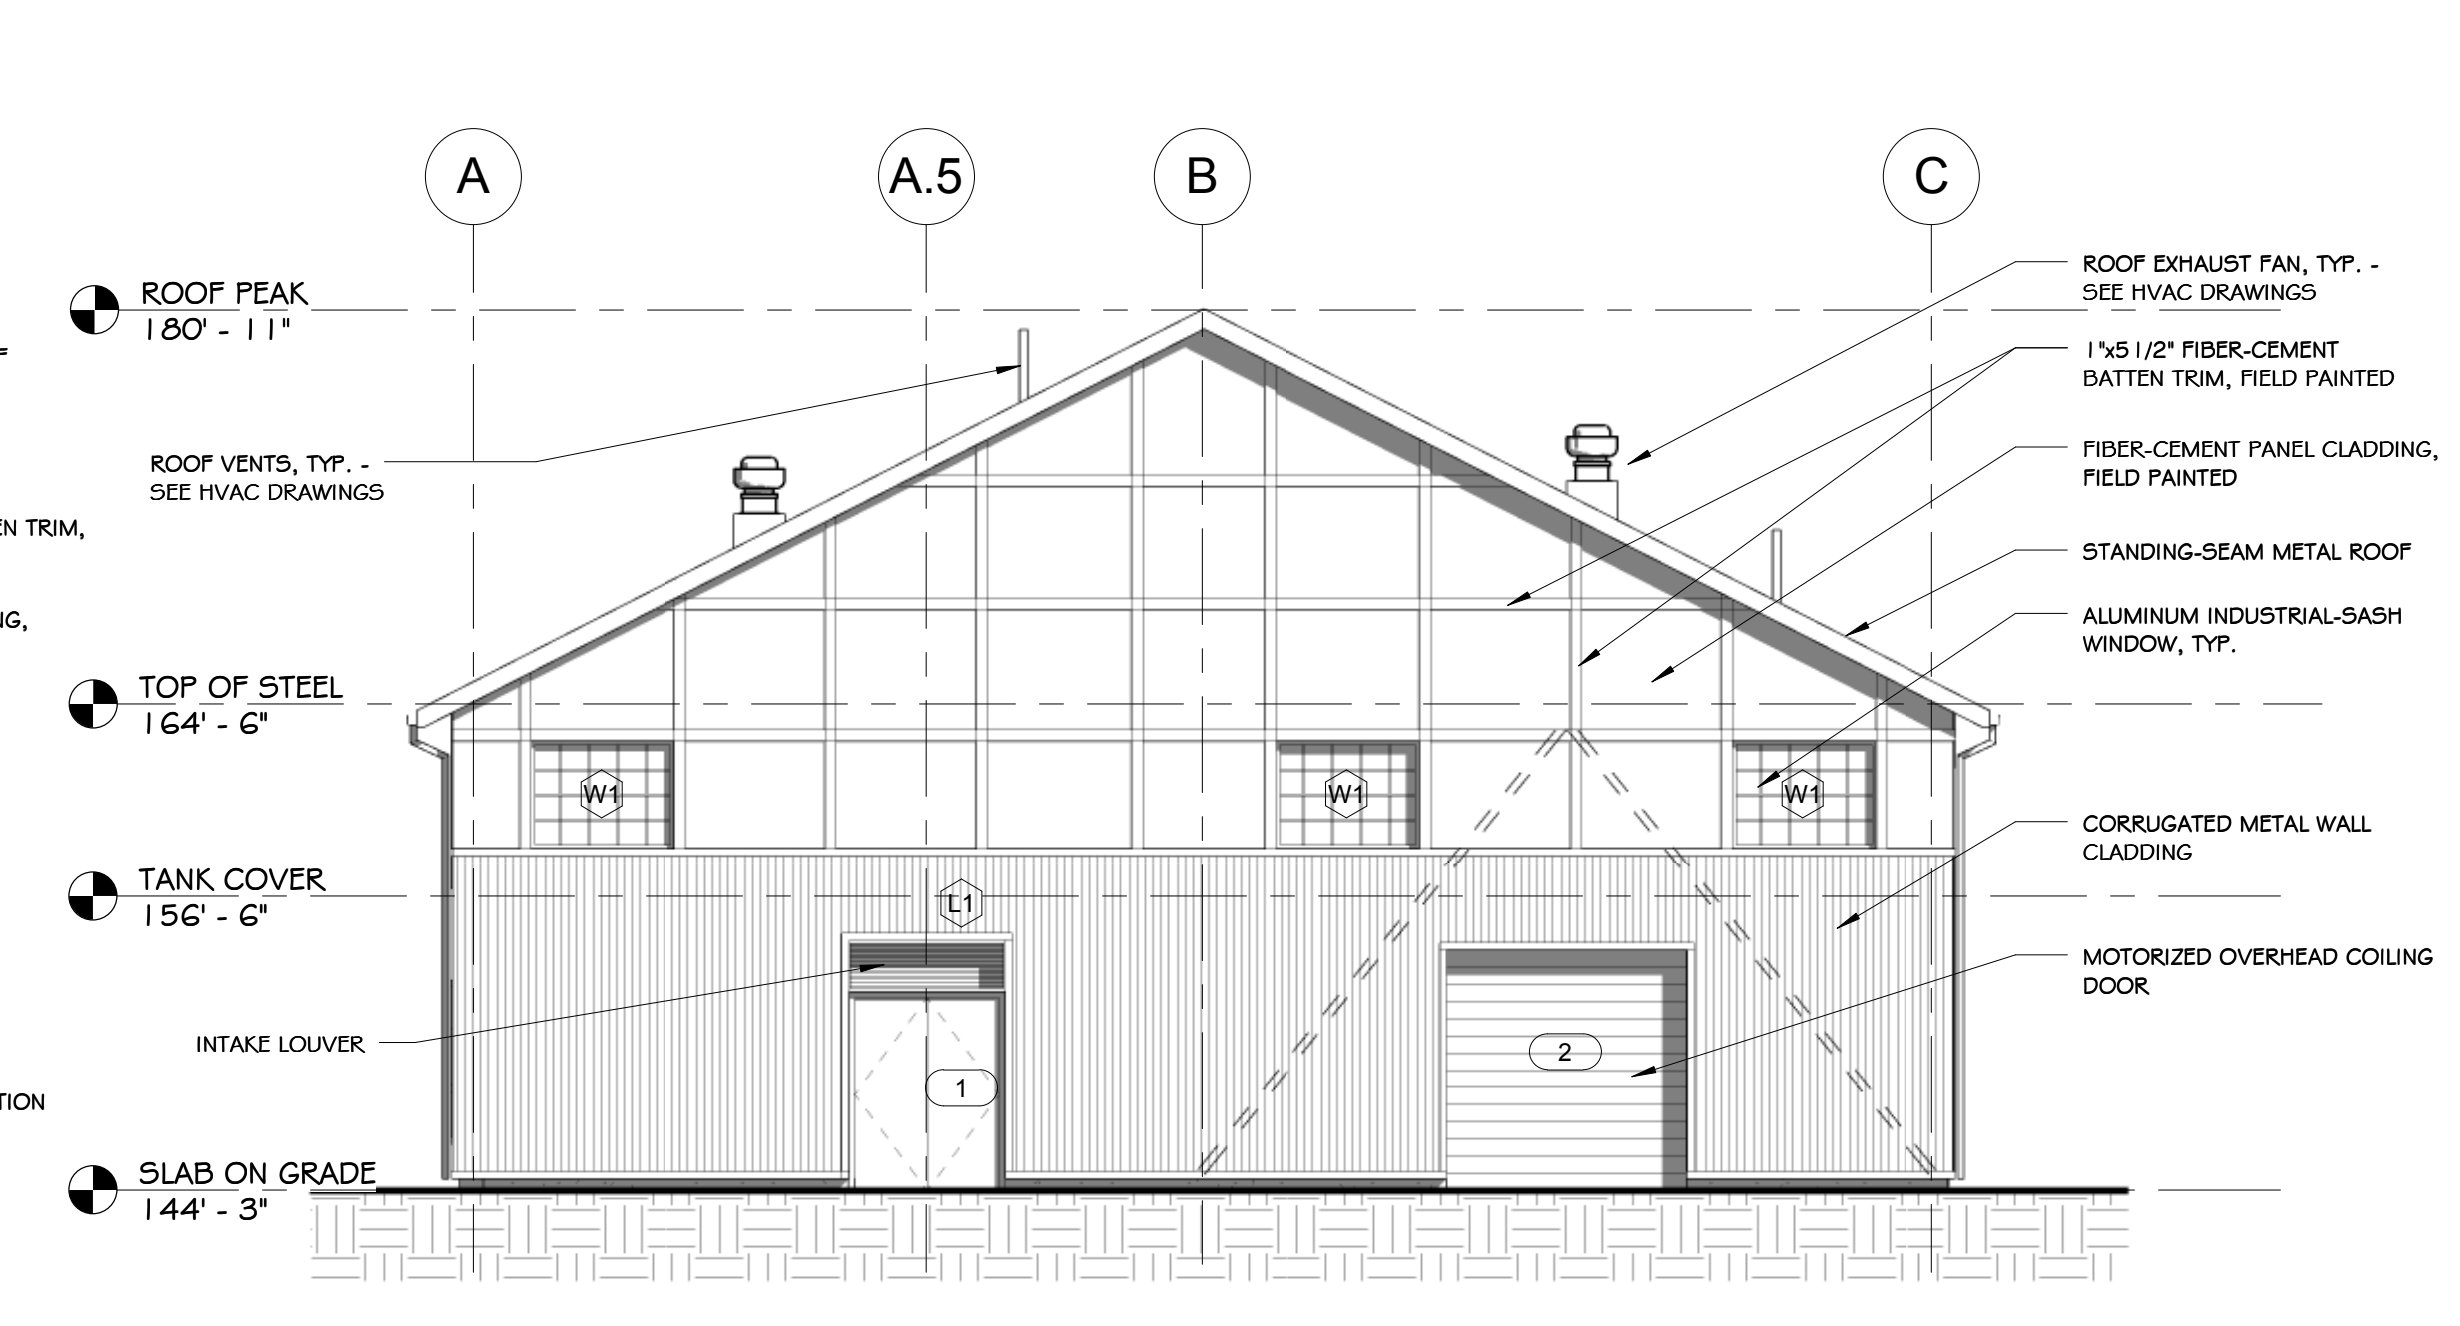 A
A.5
B
C
ROOF PEAK
180' - 11"
ROOF VENTS, TYP. -
SEE HVAC DRAWINGS
EN TRIM,
NG,
TOP OF STEEL
164' - 6"
TANK COVER
156' - 6"
INTAKE LOUVER
TION
SLAB ON GRADE
144' - 3"
W1
W1
W1
L1
1
2
ROOF EXHAUST FAN, TYP. -
SEE HVAC DRAWINGS
1"x5 1/2" FIBER-CEMENT
BATTEN TRIM, FIELD PAINTED
FIBER-CEMENT PANEL CLADDING,
FIELD PAINTED
STANDING-SEAM METAL ROOF
ALUMINUM INDUSTRIAL-SASH
WINDOW, TYP.
CORRUGATED METAL WALL
CLADDING
MOTORIZED OVERHEAD COILING
DOOR